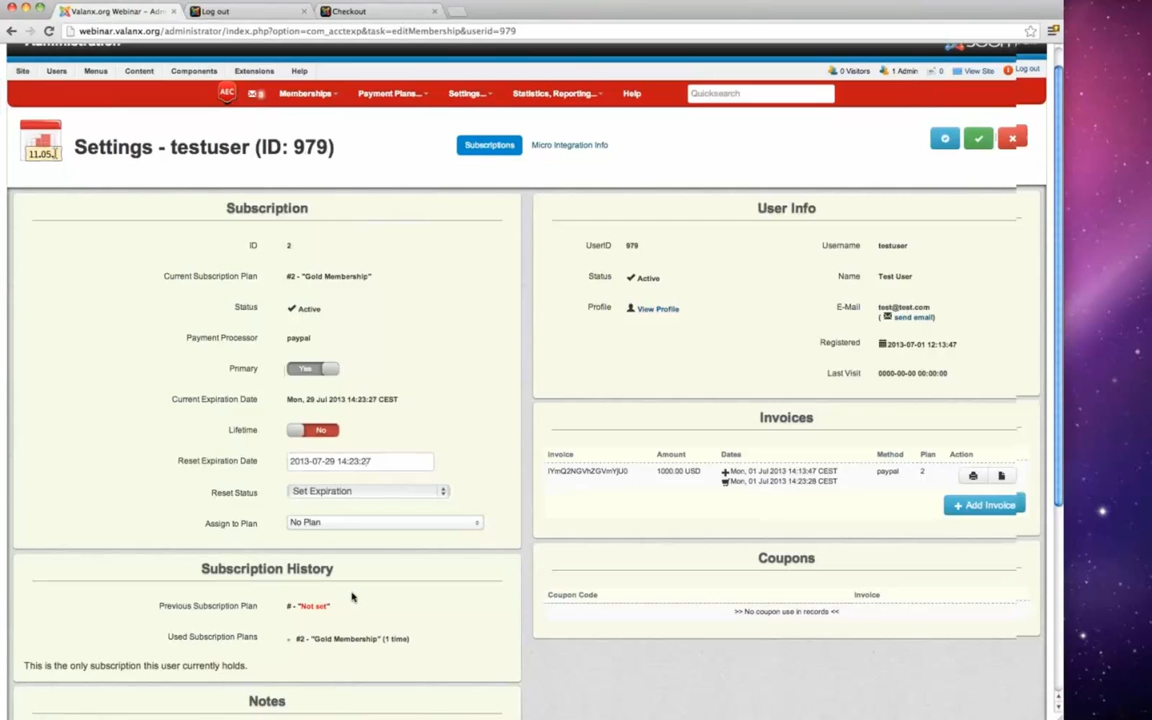 Valanx.org Webinar – Adm
Log out
Checkout
webinar.valanx.org/administrator/index.php?option=com_acctexp&task=editMembership&userid=979
Administration
Site Users Menus Content Components Extensions Help
0 Visitors 1 Admin 0 View Site Log out
AEC Memberships Payment Plans... Settings... Statistics, Reporting... Help Quicksearch
11.05.
Settings - testuser (ID: 979)
Subscriptions Micro Integration Info
Subscription
ID 2
Current Subscription Plan #2 - "Gold Membership"
Status Active
Payment Processor paypal
Primary Yes
Current Expiration Date Mon, 29 Jul 2013 14:23:27 CEST
Lifetime No
Reset Expiration Date 2013-07-29 14:23:27
Reset Status Set Expiration
Assign to Plan No Plan
Subscription History
Previous Subscription Plan # - "Not set"
Used Subscription Plans #2 - "Gold Membership" (1 time)
This is the only subscription this user currently holds.
Notes
User Info
UserID 979 Username testuser
Status Active Name Test User
Profile View Profile E-Mail test@test.com
( send email)
Registered 2013-07-01 12:13:47
Last Visit 0000-00-00 00:00:00
Invoices
Invoice Amount Dates Method Plan Action
1000.00 USD Mon, 01 Jul 2013 14:13:47 CEST paypal 2
Mon, 01 Jul 2013 14:23:28 CEST
+ Add Invoice
Coupons
Coupon Code Invoice
>> No coupon use in records <<